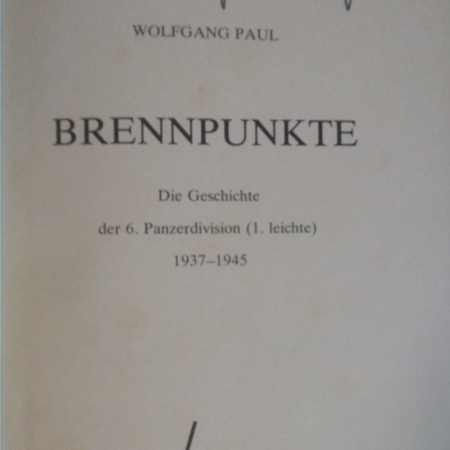 WOLFGANG PAUL
BRENNPUNKTE
Die Geschichte
der 6. Panzerdivision (1. leichte)
1937–1945